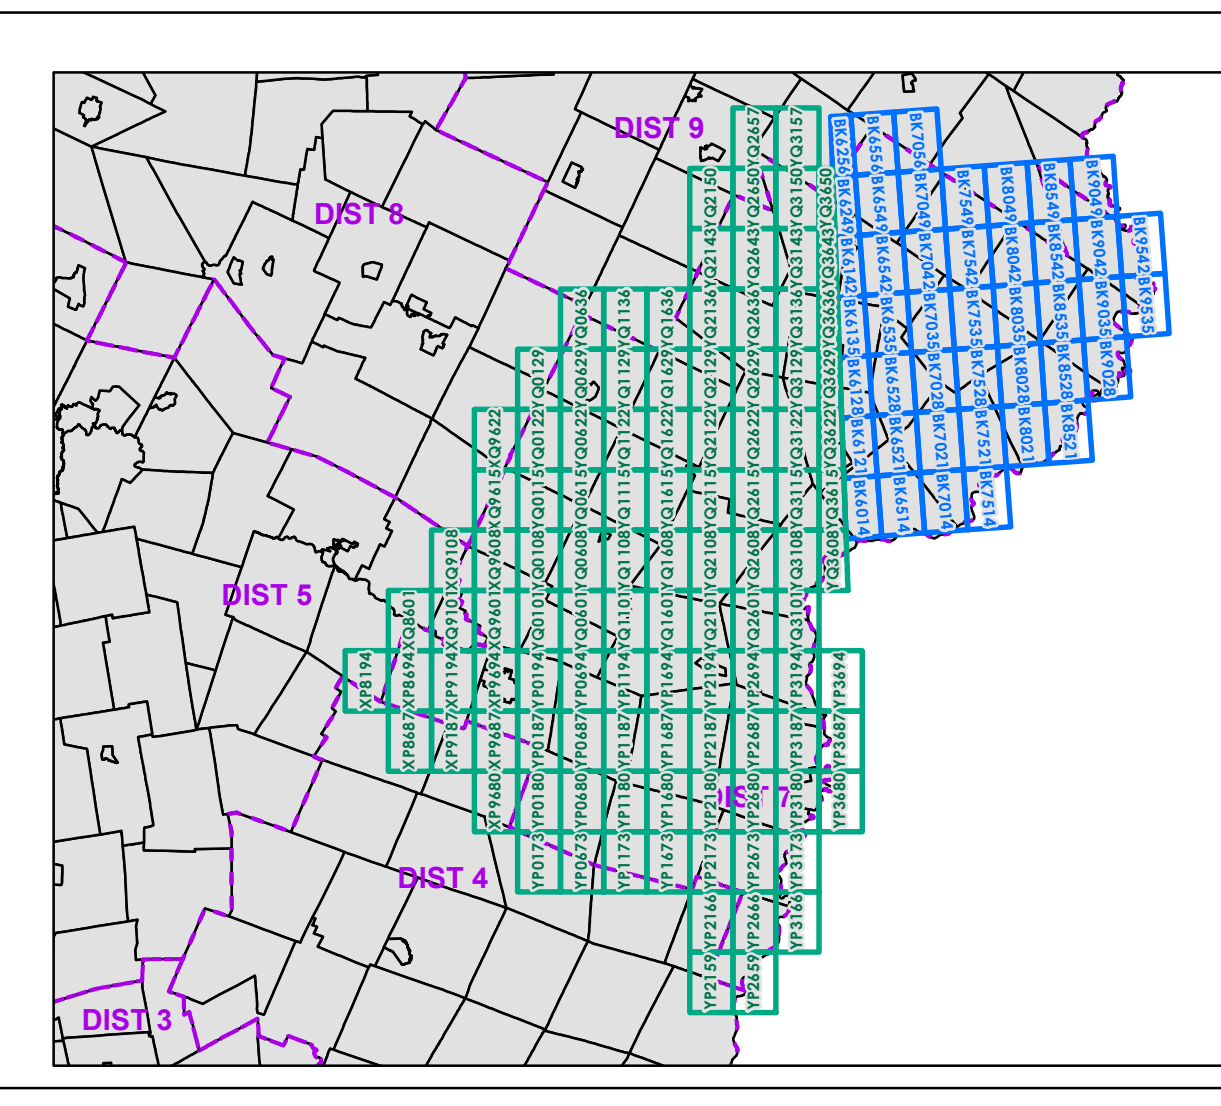 DIST 9
DIST 8
DIST 5
DIST 7
DIST 4
DIST 3
YQ2657 YQ3157
YQ2150 YQ2650 YQ3150 YQ3650
YQ2143 YQ2643 YQ3143 YQ3643
YQ0636 YQ1136 YQ1636 YQ2136 YQ2636 YQ3136 YQ3636
YQ0129 YQ0629 YQ1129 YQ1629 YQ2129 YQ2629 YQ3129 YQ3629
XQ9622 YQ0122 YQ0622 YQ1122 YQ1622 YQ2122 YQ2622 YQ3122 YQ3622
XQ9615 YQ0115 YQ0615 YQ1115 YQ1615 YQ2115 YQ2615 YQ3115 YQ3615
XQ9108 XQ9608 YQ0108 YQ0608 YQ1108 YQ1608 YQ2108 YQ2608 YQ3108 YQ3608
XQ8601 XQ9101 XQ9601 YQ0101 YQ0601 YQ1101 YQ1601 YQ2101 YQ2601 YQ3101
XP8194 XP8694 XP9194 XP9694 YP0194 YP0694 YP1194 YP1694 YP2194 YP2694 YP3194 YP3694
XP8687 XP9187 XP9687 YP0187 YP0687 YP1187 YP1687 YP2187 YP2687 YP3187 YP3687
XP9680 YP0180 YP0680 YP1180 YP1680 YP2180 YP2680 YP3180 YP3680
YP0173 YP0673 YP1173 YP1673 YP2173 YP2673 YP3173
YP2166 YP2666 YP3166
YP2159 YP2659
BK6256 BK6556 BK7056
BK6249 BK6549 BK7049 BK7549 BK8049 BK8549 BK9049
BK6142 BK6542 BK7042 BK7542 BK8042 BK8542 BK9042 BK9542
BK6135 BK6535 BK7035 BK7535 BK8035 BK8535 BK9035 BK9535
BK6128 BK6528 BK7028 BK7528 BK8028 BK8528 BK9028
BK6121 BK6521 BK7021 BK7521 BK8021 BK8521
BK6014 BK6514 BK7014 BK7514